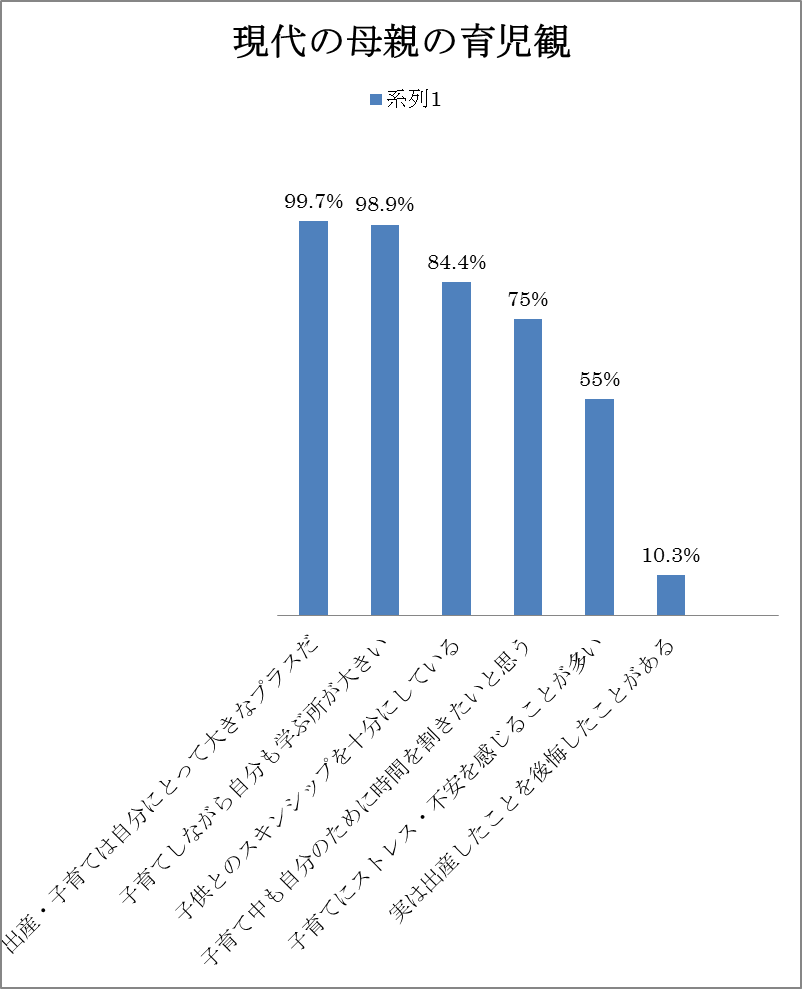 現代の母親の育児観
系列1
99.7%
98.9%
84.4%
75%
55%
10.3%
出産・子育ては自分にとって大きなプラスだ
子育てしながら自分も学ぶ所が大きい
子供とのスキンシップを十分にしている
子育て中も自分のために時間を割きたいと思う
子育てにストレス・不安を感じることが多い
実は出産したことを後悔したことがある